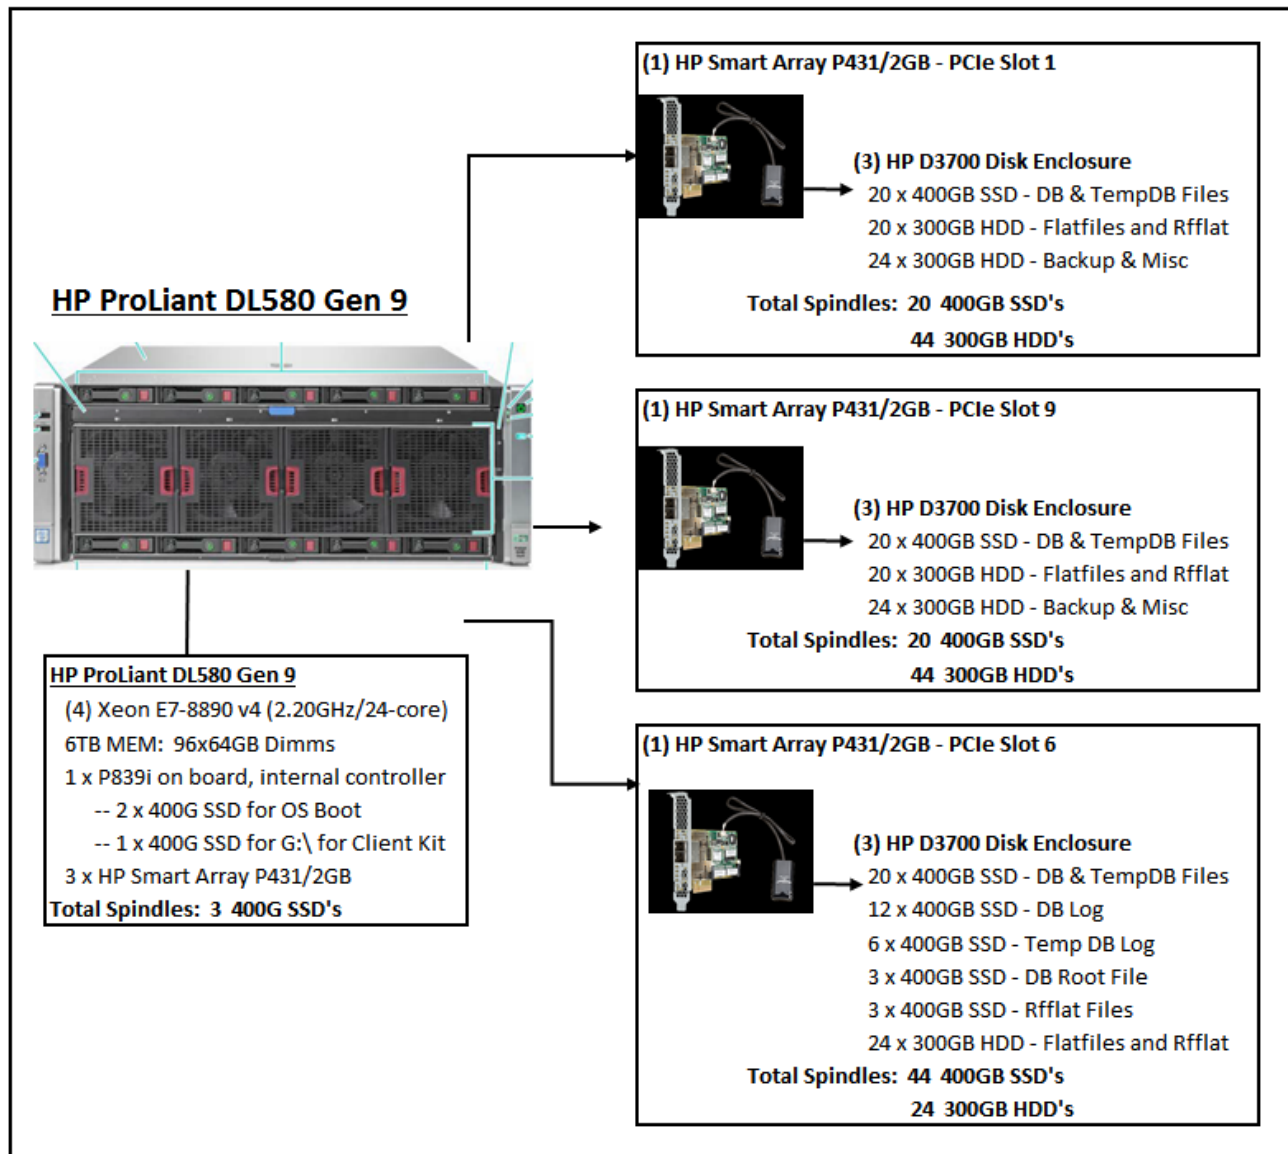 (1) HP Smart Array P431/2GB - PCIe Slot 1
(3) HP D3700 Disk Enclosure
20 x 400GB SSD - DB & TempDB Files
20 x 300GB HDD - Flatfiles and Rfflat
24 x 300GB HDD - Backup & Misc
Total Spindles: 20 400GB SSD's
44 300GB HDD's
HP ProLiant DL580 Gen 9
(1) HP Smart Array P431/2GB - PCIe Slot 9
(3) HP D3700 Disk Enclosure
20 x 400GB SSD - DB & TempDB Files
20 x 300GB HDD - Flatfiles and Rfflat
24 x 300GB HDD - Backup & Misc
Total Spindles: 20 400GB SSD's
44 300GB HDD's
HP ProLiant DL580 Gen 9
(4) Xeon E7-8890 v4 (2.20GHz/24-core)
6TB MEM: 96x64GB Dimms
1 x P839i on board, internal controller
-- 2 x 400G SSD for OS Boot
-- 1 x 400G SSD for G:\ for Client Kit
3 x HP Smart Array P431/2GB
Total Spindles: 3 400G SSD's
(1) HP Smart Array P431/2GB - PCIe Slot 6
(3) HP D3700 Disk Enclosure
20 x 400GB SSD - DB & TempDB Files
12 x 400GB SSD - DB Log
6 x 400GB SSD - Temp DB Log
3 x 400GB SSD - DB Root File
3 x 400GB SSD - Rfflat Files
24 x 300GB HDD - Flatfiles and Rfflat
Total Spindles: 44 400GB SSD's
24 300GB HDD's